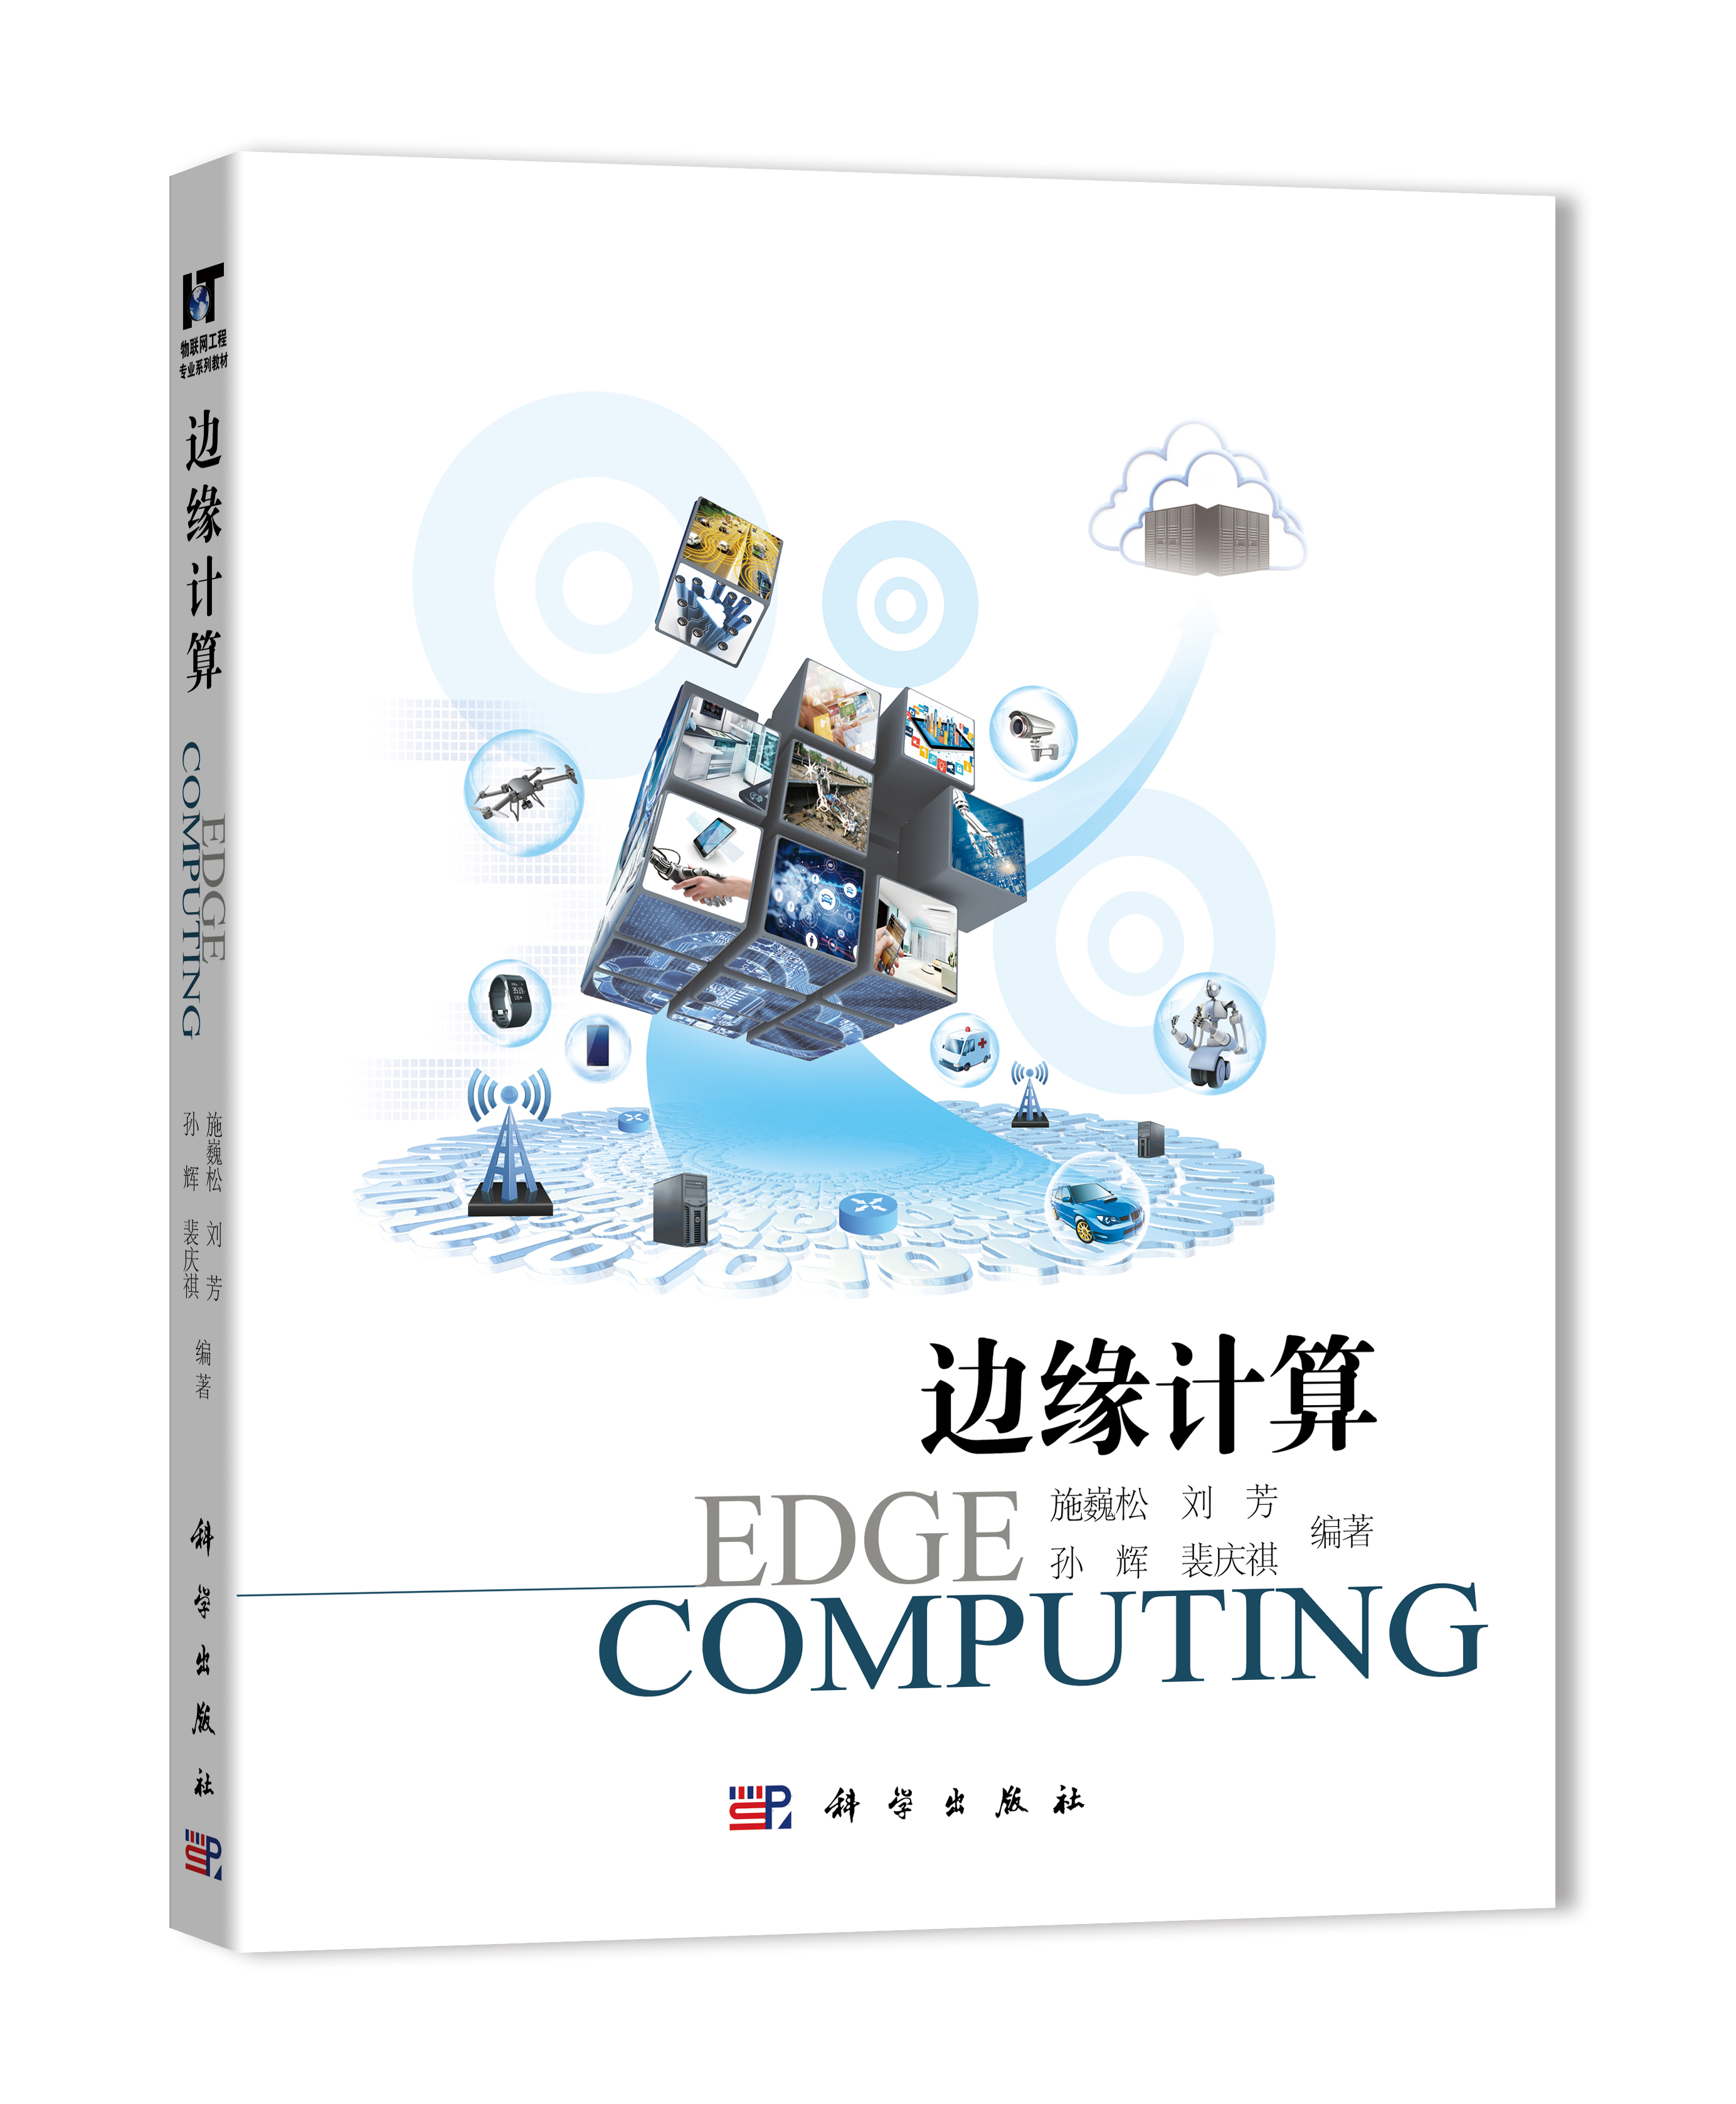 物联网工程
专业系列教材
边缘计算
EDGE
COMPUTING
施巍松 刘芳
孙辉 裴庆祺
编著
科学出版社
边缘计算
EDGE
施巍松 刘芳
孙辉 裴庆祺
编著
COMPUTING
科学出版社